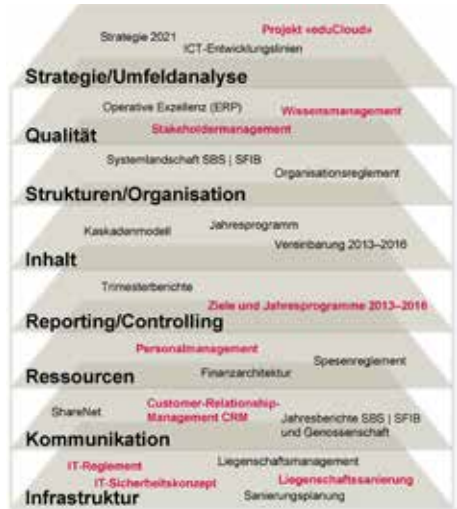 Projekt «eduCloud»
Strategie 2021
ICT-Entwicklungslinien
Strategie/Umfeldanalyse
Operative Exzellenz (ERP)
Wissensmanagement
Stakeholdermanagement
Qualität
Systemlandschaft SBS | SFIB
Organisationsreglement
Strukturen/Organisation
Jahresprogramm
Kaskadenmodell
Vereinbarung 2013–2016
Inhalt
Trimesterberichte
Ziele und Jahresprogramme 2013–2016
Reporting/Controlling
Personalmanagement
Spesenreglement
Finanzarchitektur
Ressourcen
ShareNet
Customer-Relationship-
Management CRM
Jahresberichte SBS | SFIB
und Genossenschaft
Kommunikation
Liegenschaftsmanagement
IT-Reglement
IT-Sicherheitskonzept
Liegenschaftssanierung
Sanierungsplanung
Infrastruktur